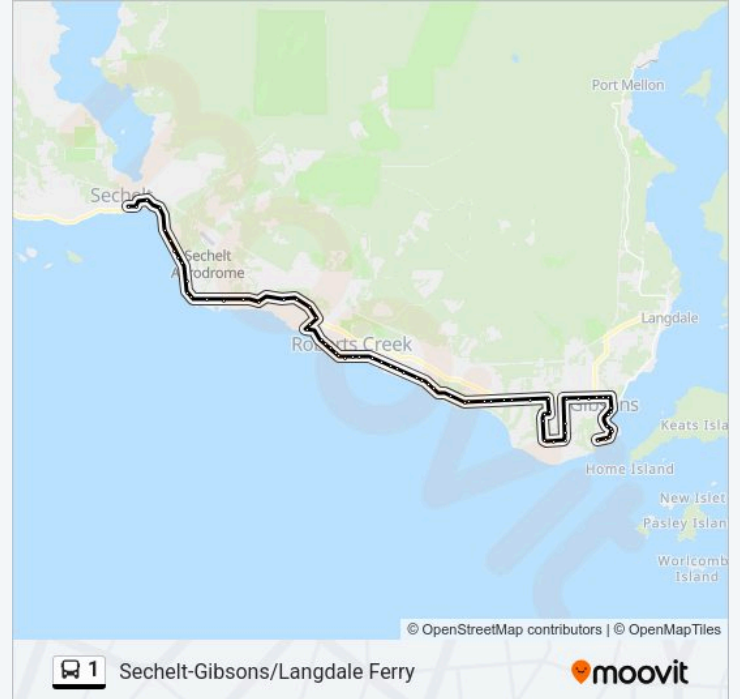 Port Mellon
Sechelt
Sechelt
Aerodrome
Langdale
Roberts Creek
Gibsons
Keats Isla
Home Island
New Islet
Pasley Islan
Worlcomb
Island
© OpenStreetMap contributors | © OpenMapTiles
1 Sechelt-Gibsons/Langdale Ferry
moovit